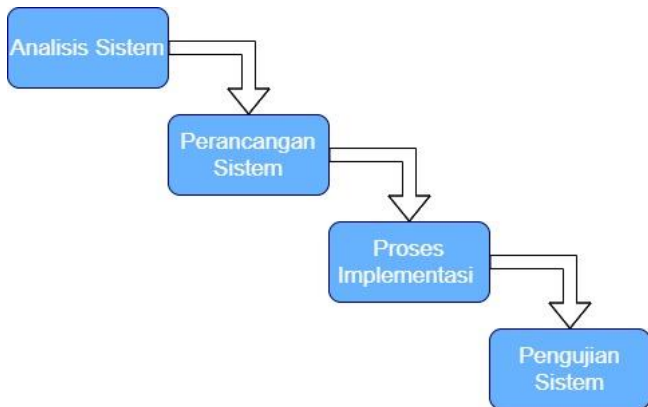 Analisis Sistem
Perancangan
Sistem
Proses
Implementasi
Pengujian
Sistem